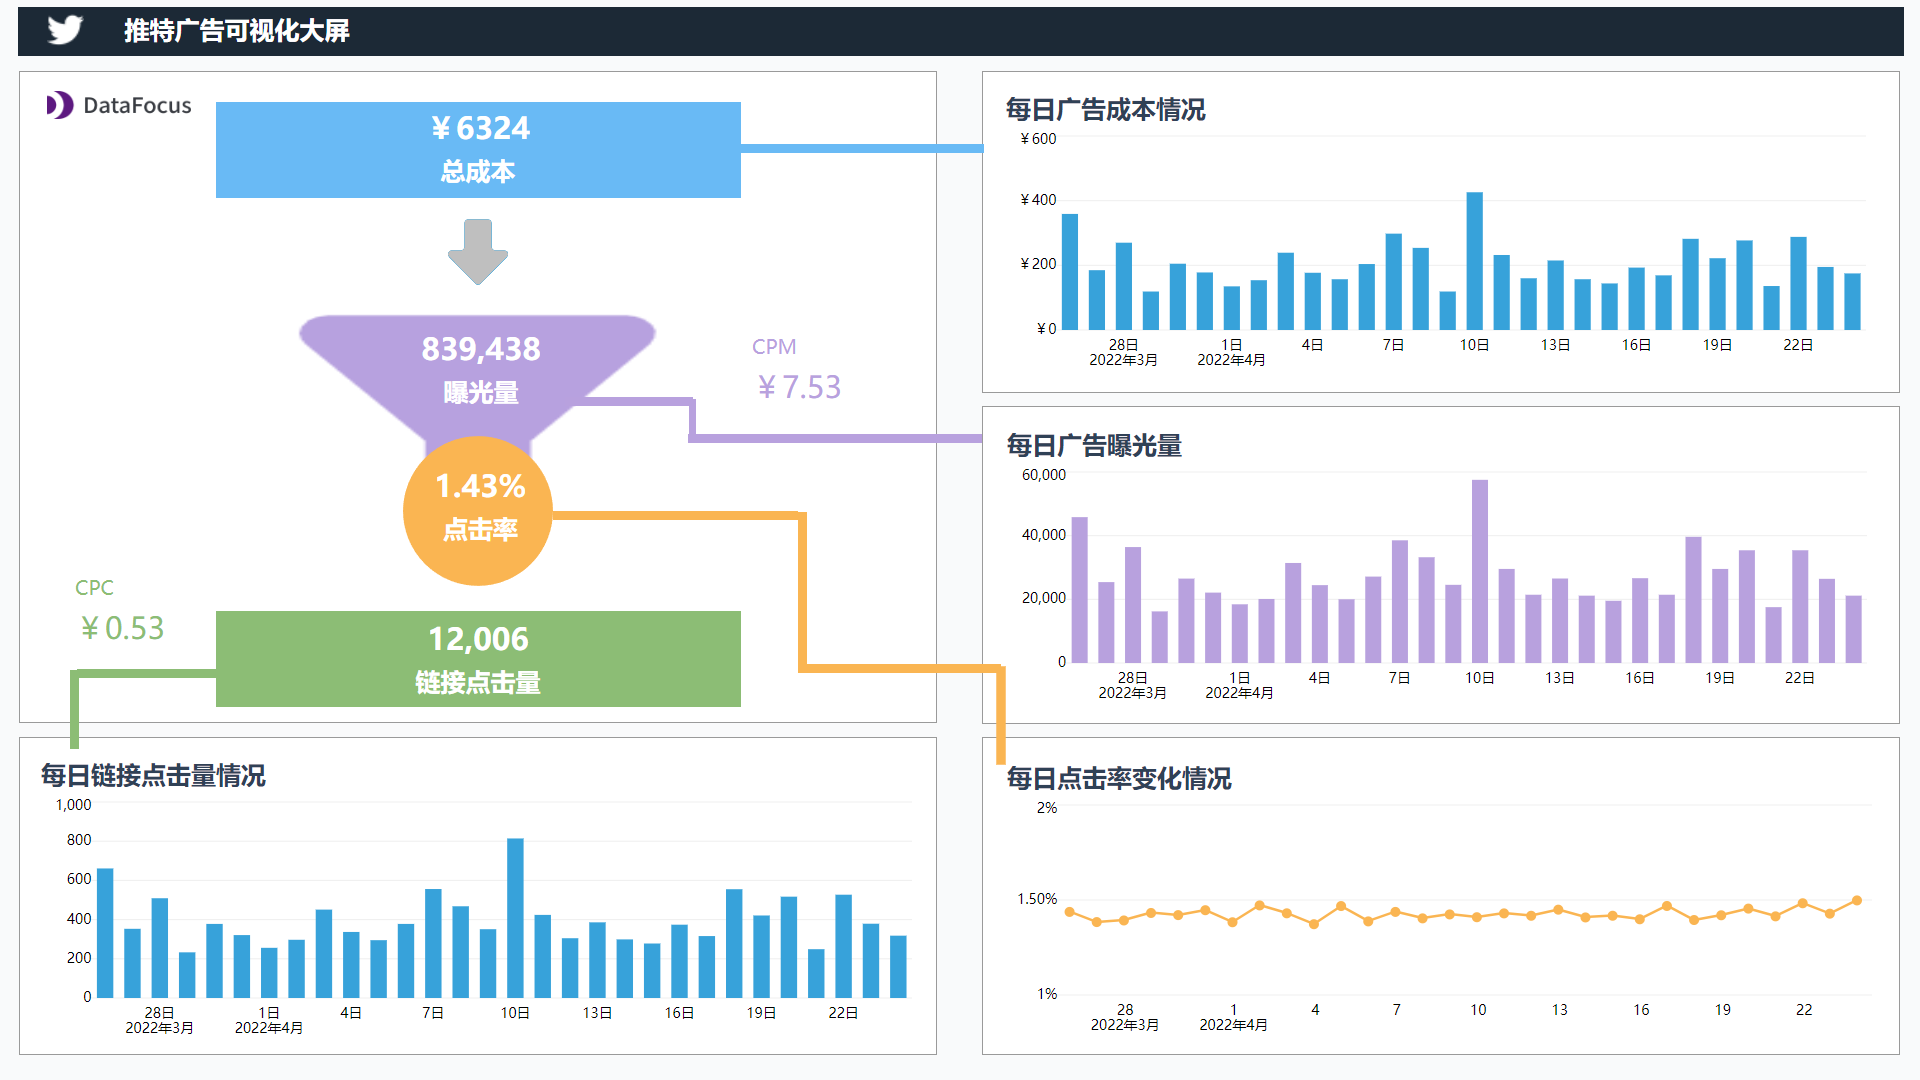 推特广告可视化大屏
DataFocus
¥6324
总成本
839,438
曝光量
CPM
¥7.53
1.43%
点击率
CPC
¥0.53
12,006
链接点击量
每日广告成本情况
¥600
¥400
¥200
¥0
28日 1日 4日 7日 10日 13日 16日 19日 22日
2022年3月 2022年4月
每日广告曝光量
60,000
40,000
20,000
0
28日 1日 4日 7日 10日 13日 16日 19日 22日
2022年3月 2022年4月
每日链接点击量情况
1,000
800
600
400
200
0
28日 1日 4日 7日 10日 13日 16日 19日 22日
2022年3月 2022年4月
每日点击率变化情况
2%
1.50%
1%
28 1 4 7 10 13 16 19 22
2022年3月 2022年4月